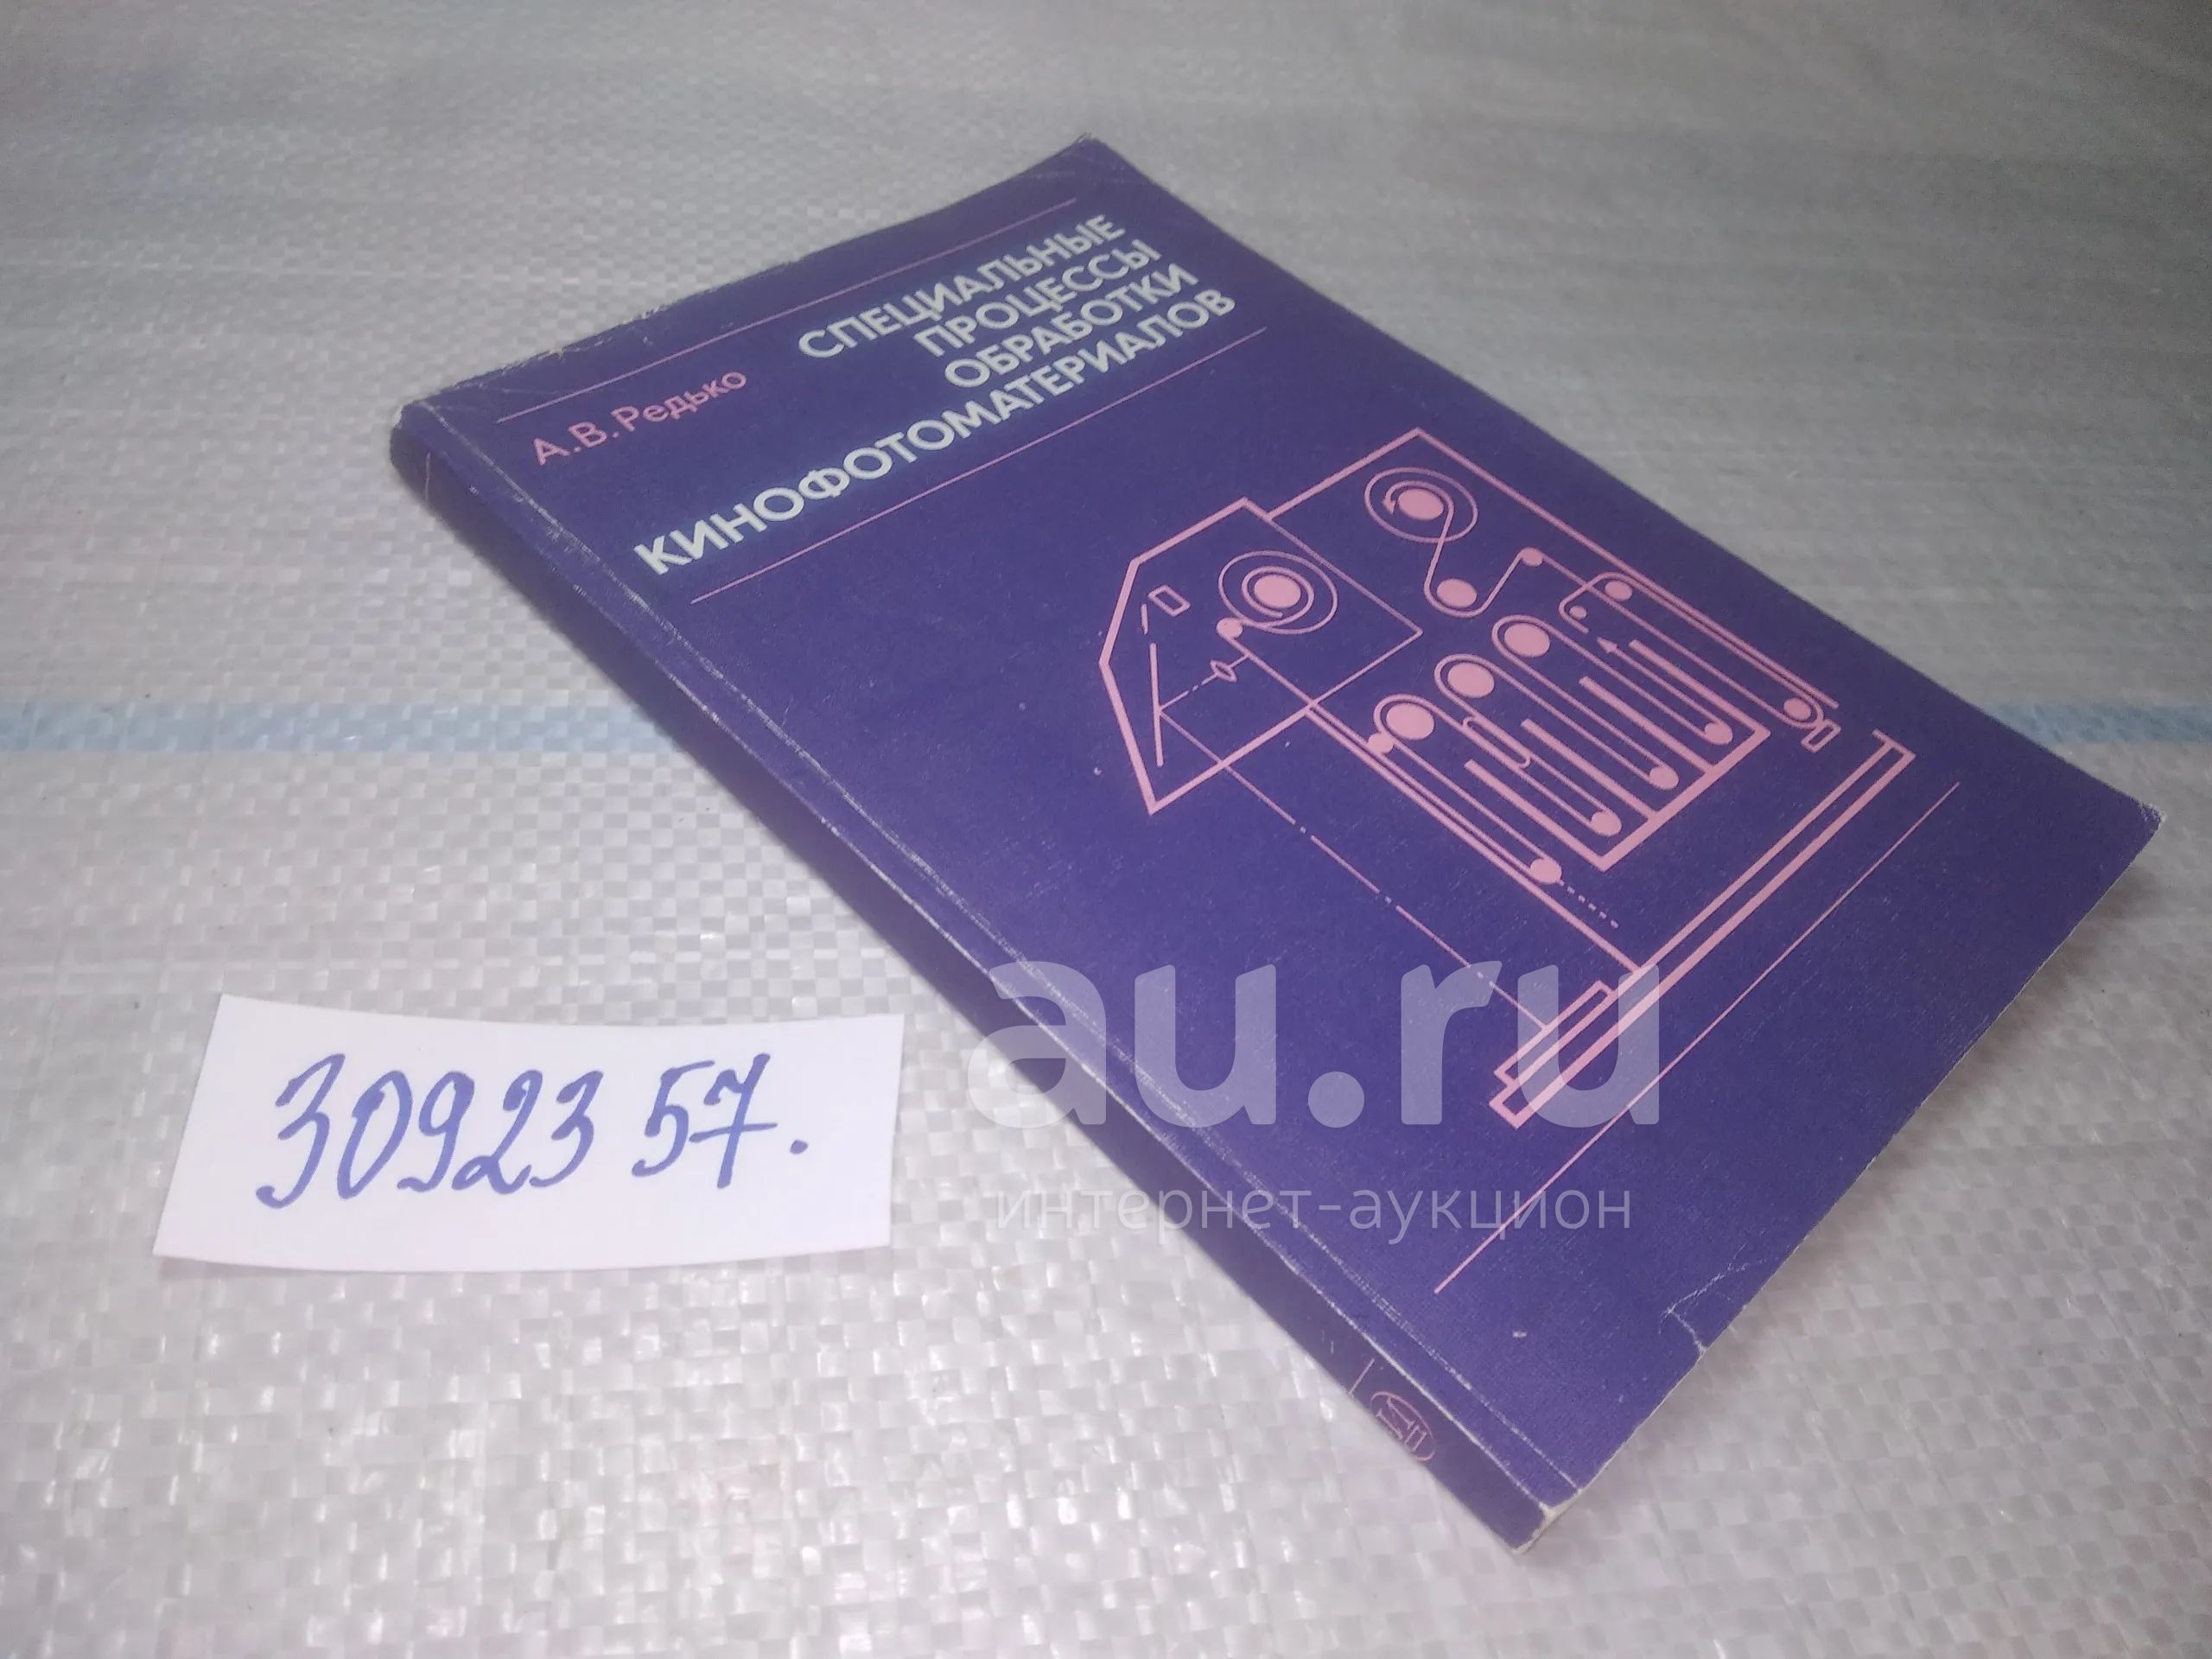 А.В.Редько
СПЕЦИАЛЬНЫЕ
ПРОЦЕССЫ
ОБРАБОТКИ
КИНОФОТОМАТЕРИАЛОВ
3092357.
au.ru
интернет-аукцион